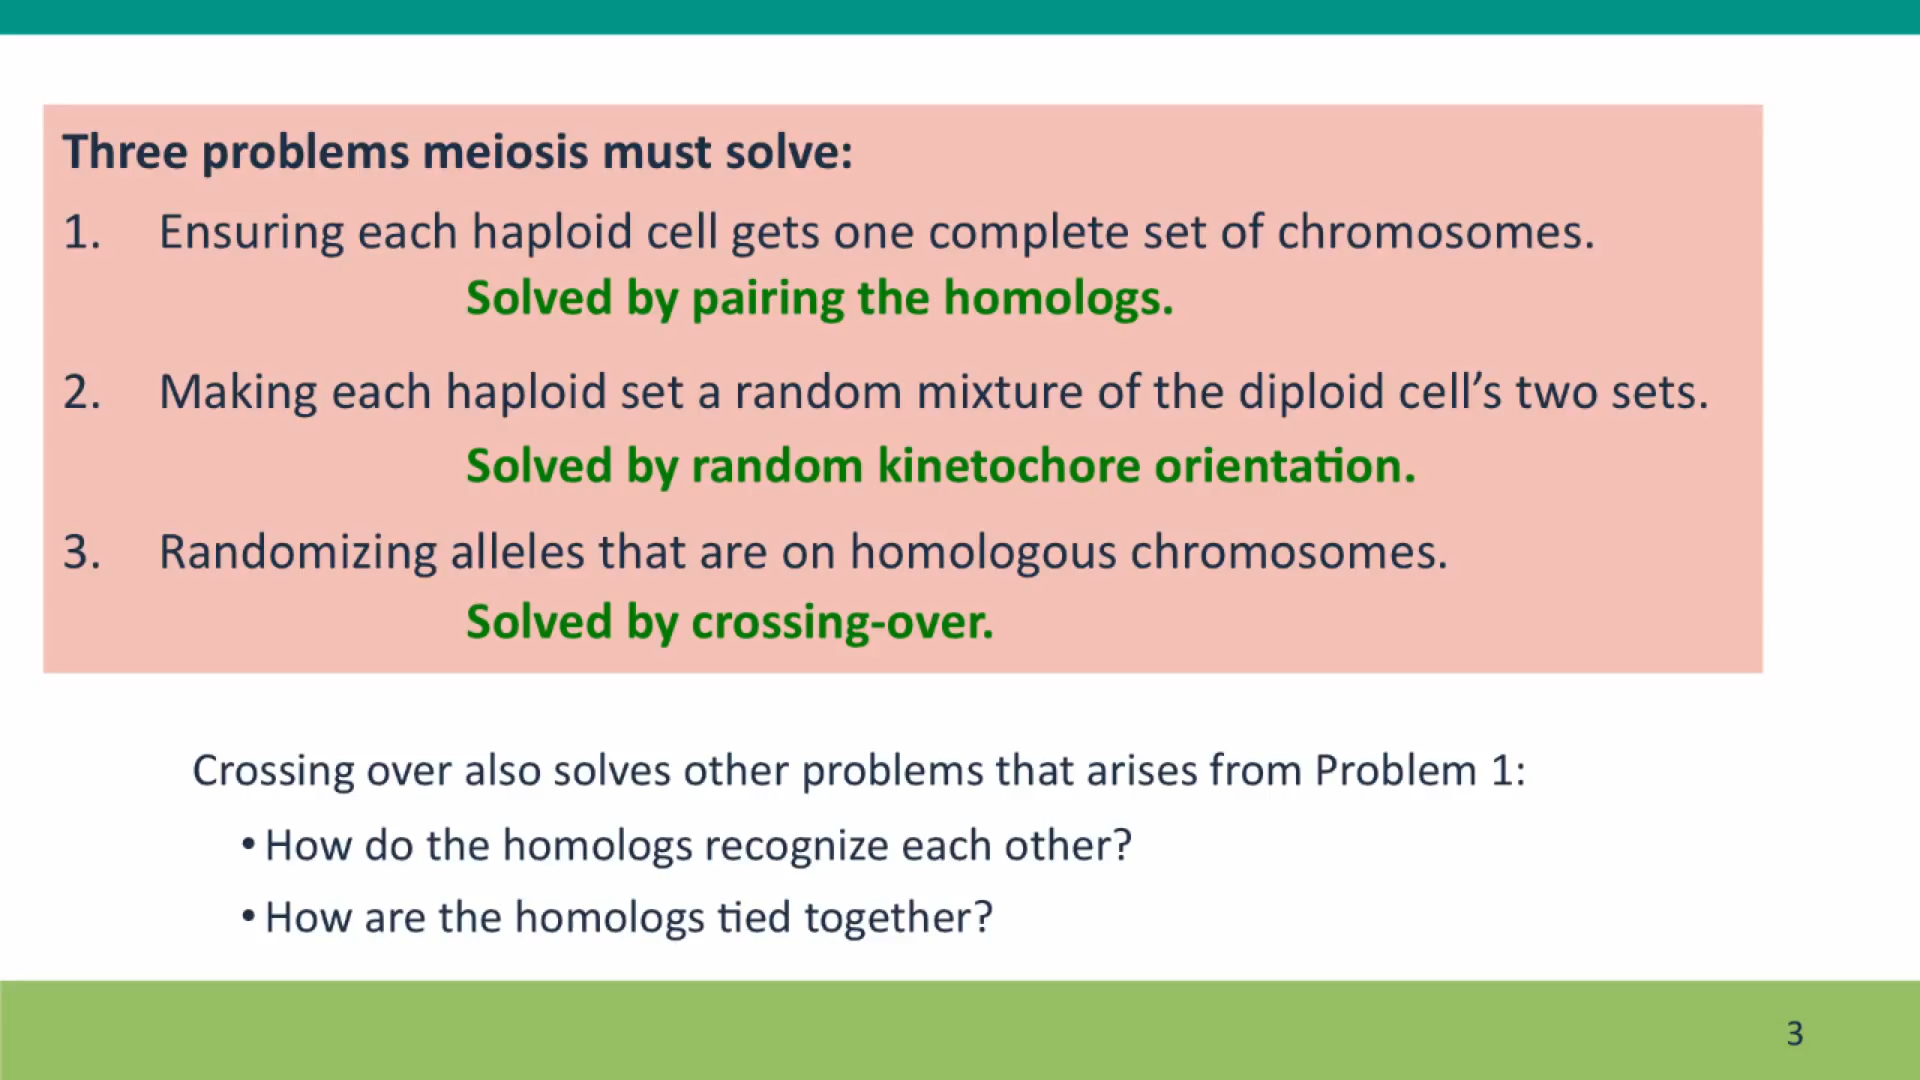 Three problems meiosis must solve:
1. Ensuring each haploid cell gets one complete set of chromosomes.
Solved by pairing the homologs.
2. Making each haploid set a random mixture of the diploid cell’s two sets.
Solved by random kinetochore orientation.
3. Randomizing alleles that are on homologous chromosomes.
Solved by crossing-over.
Crossing over also solves other problems that arises from Problem 1:
• How do the homologs recognize each other?
• How are the homologs tied together?
3